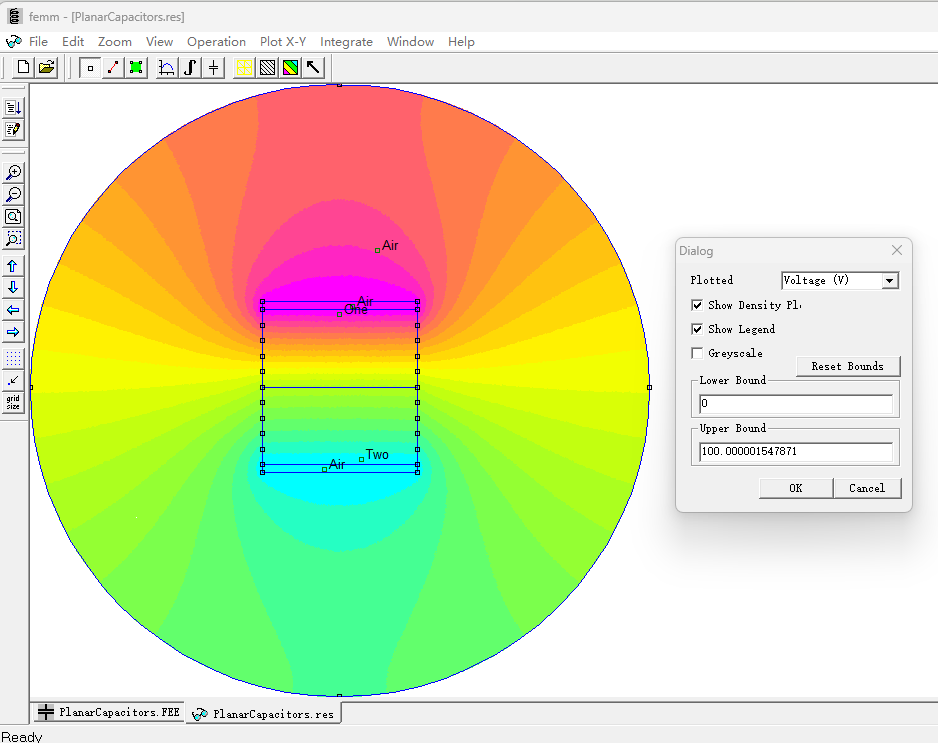 femm - [PlanarCapacitors.res]
File Edit Zoom View Operation Plot X-Y Integrate Window Help
grid
size
Air
Air
One
Two
Air
Dialog
Plotted
Voltage (V)
Show Density Pl
Show Legend
Greyscale
Reset Bounds
Lower Bound
0
Upper Bound
100.000001547871
OK
Cancel
PlanarCapacitors.FEE
PlanarCapacitors.res
Ready